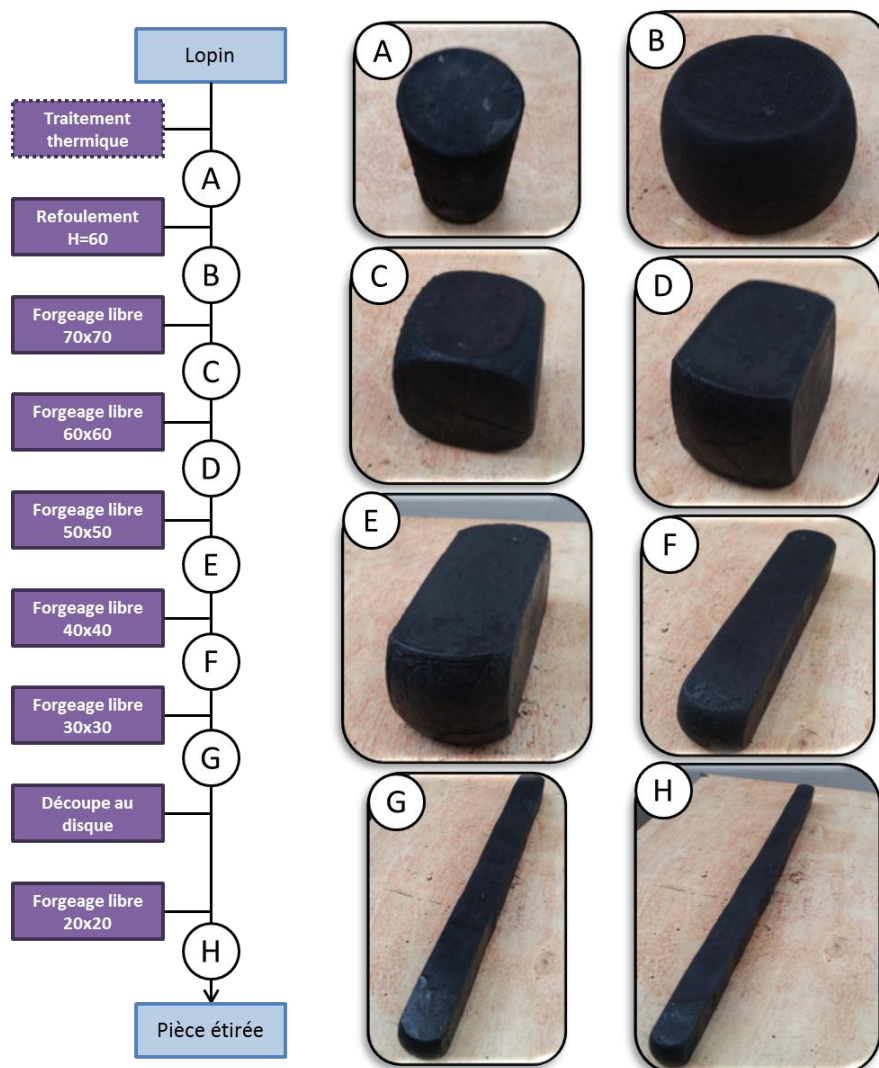 Lopin
Traitement
thermique
A
Refoulement
H=60
B
Forgeage libre
70x70
C
Forgeage libre
60x60
D
Forgeage libre
50x50
E
Forgeage libre
40x40
F
Forgeage libre
30x30
G
Découpe au
disque
Forgeage libre
20x20
H
Pièce étirée
A
B
C
D
E
F
G
H